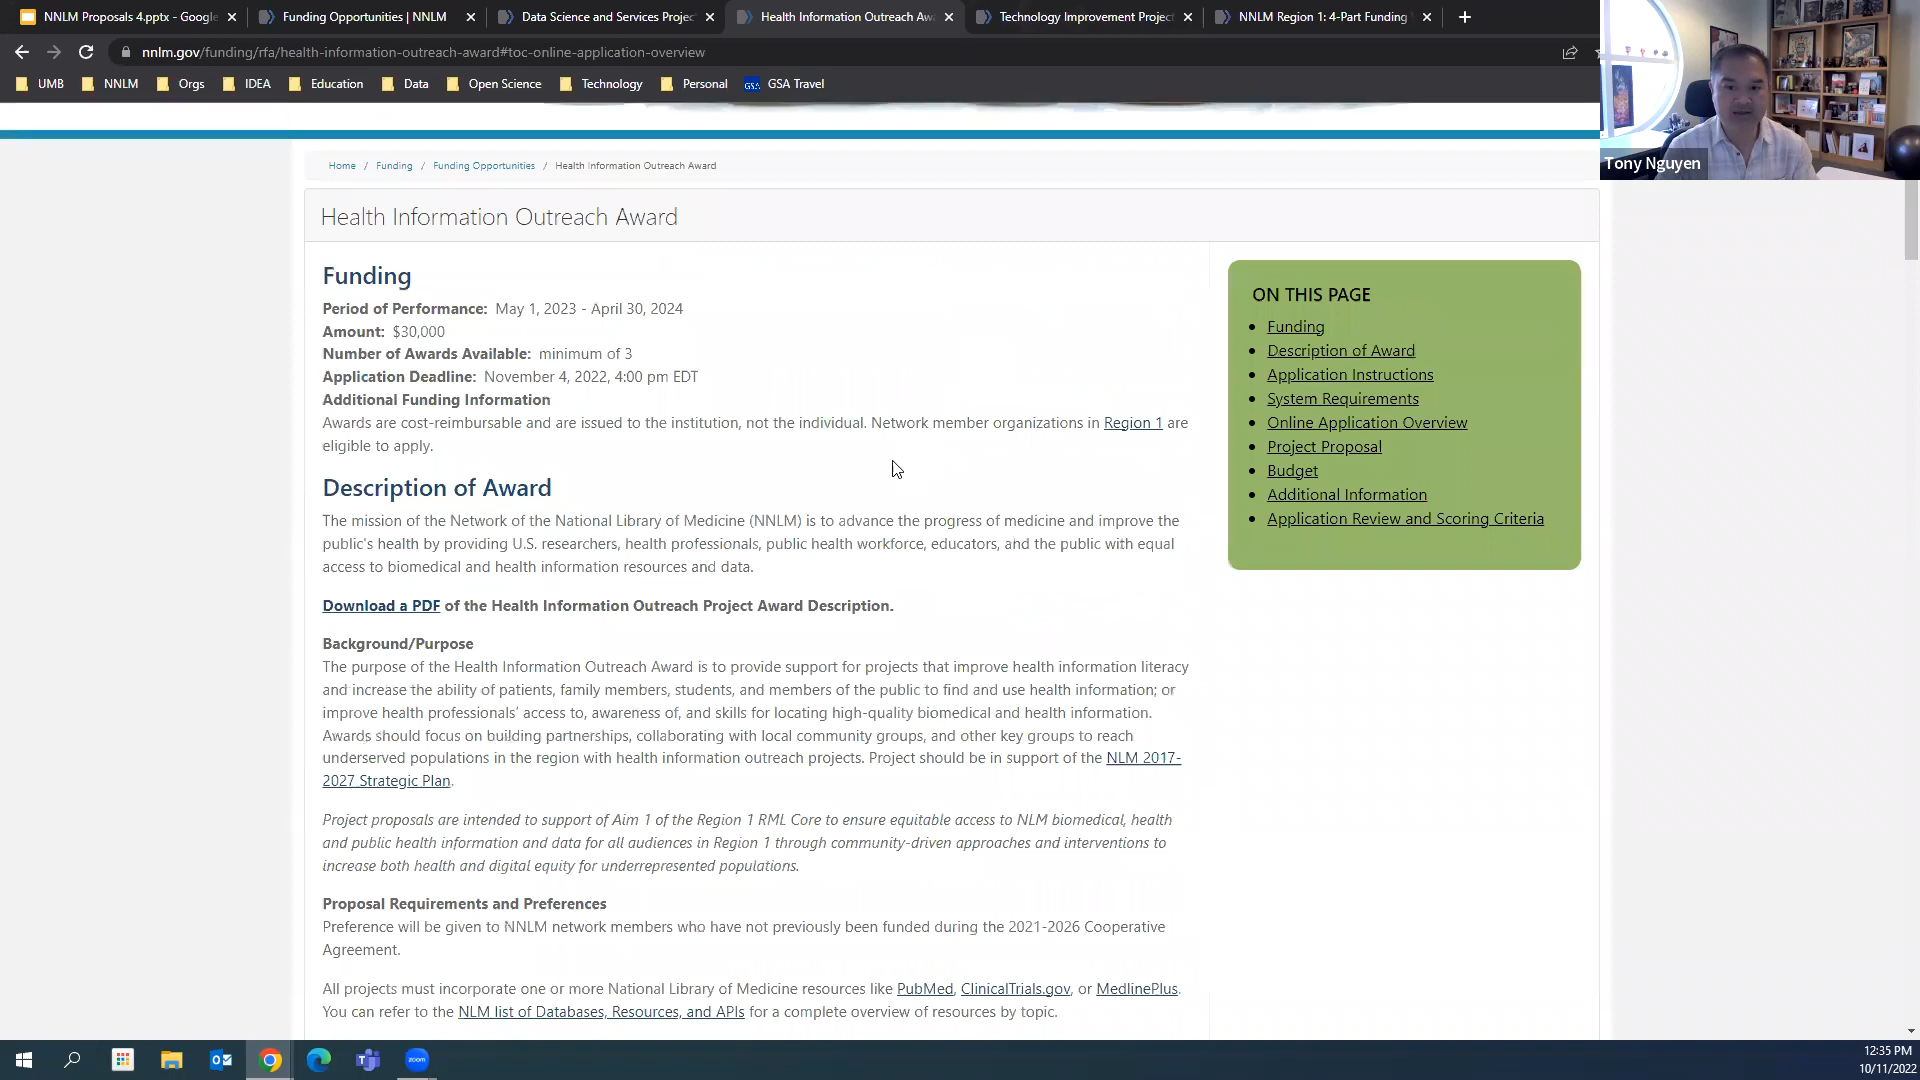 NNLM Proposals 4.pptx - Google
Funding Opportunities | NNLM
Data Science and Services Projec
Health Information Outreach Aw
Technology Improvement Project
NNLM Region 1: 4-Part Funding
nnlm.gov/funding/rfa/health-information-outreach-award#toc-online-application-overview
UMB
NNLM
Orgs
IDEA
Education
Data
Open Science
Technology
Personal
GSA
GSA Travel
Tony Nguyen
Home / Funding / Funding Opportunities / Health Information Outreach Award
Health Information Outreach Award
Funding
Period of Performance: May 1, 2023 - April 30, 2024
Amount: $30,000
Number of Awards Available: minimum of 3
Application Deadline: November 4, 2022, 4:00 pm EDT
Additional Funding Information
Awards are cost-reimbursable and are issued to the institution, not the individual. Network member organizations in Region 1 are
eligible to apply.
Description of Award
The mission of the Network of the National Library of Medicine (NNLM) is to advance the progress of medicine and improve the
public's health by providing U.S. researchers, health professionals, public health workforce, educators, and the public with equal
access to biomedical and health information resources and data.
Download a PDF of the Health Information Outreach Project Award Description.
Background/Purpose
The purpose of the Health Information Outreach Award is to provide support for projects that improve health information literacy
and increase the ability of patients, family members, students, and members of the public to find and use health information; or
improve health professionals' access to, awareness of, and skills for locating high-quality biomedical and health information.
Awards should focus on building partnerships, collaborating with local community groups, and other key groups to reach
underserved populations in the region with health information outreach projects. Project should be in support of the NLM 2017-
2027 Strategic Plan.
Project proposals are intended to support of Aim 1 of the Region 1 RML Core to ensure equitable access to NLM biomedical, health
and public health information and data for all audiences in Region 1 through community-driven approaches and interventions to
increase both health and digital equity for underrepresented populations.
Proposal Requirements and Preferences
Preference will be given to NNLM network members who have not previously been funded during the 2021-2026 Cooperative
Agreement.
All projects must incorporate one or more National Library of Medicine resources like PubMed, ClinicalTrials.gov, or MedlinePlus.
You can refer to the NLM list of Databases, Resources, and APIs for a complete overview of resources by topic.
ON THIS PAGE
Funding
Description of Award
Application Instructions
System Requirements
Online Application Overview
Project Proposal
Budget
Additional Information
Application Review and Scoring Criteria
zoom
12:35 PM
10/11/2022